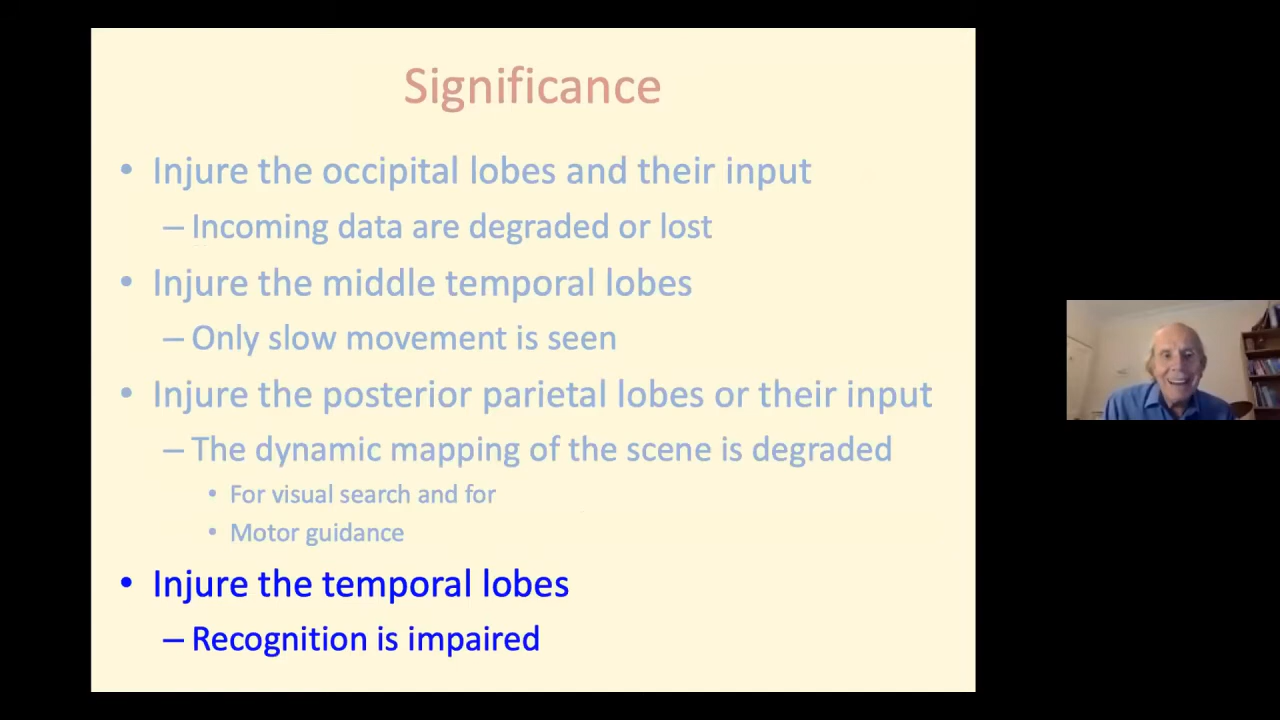 Significance
• Injure the occipital lobes and their input
– Incoming data are degraded or lost
• Injure the middle temporal lobes
– Only slow movement is seen
• Injure the posterior parietal lobes or their input
– The dynamic mapping of the scene is degraded
• For visual search and for
• Motor guidance
• Injure the temporal lobes
– Recognition is impaired